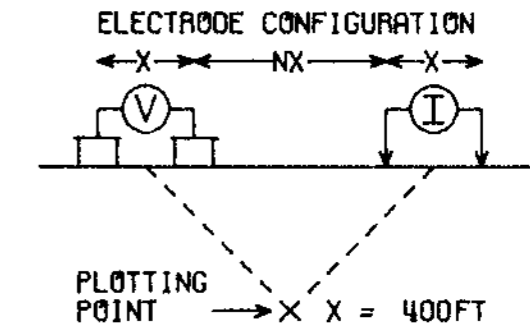 ELECTRODE CONFIGURATION
X NX X
V I
PLOTTING
POINT X X = 400FT